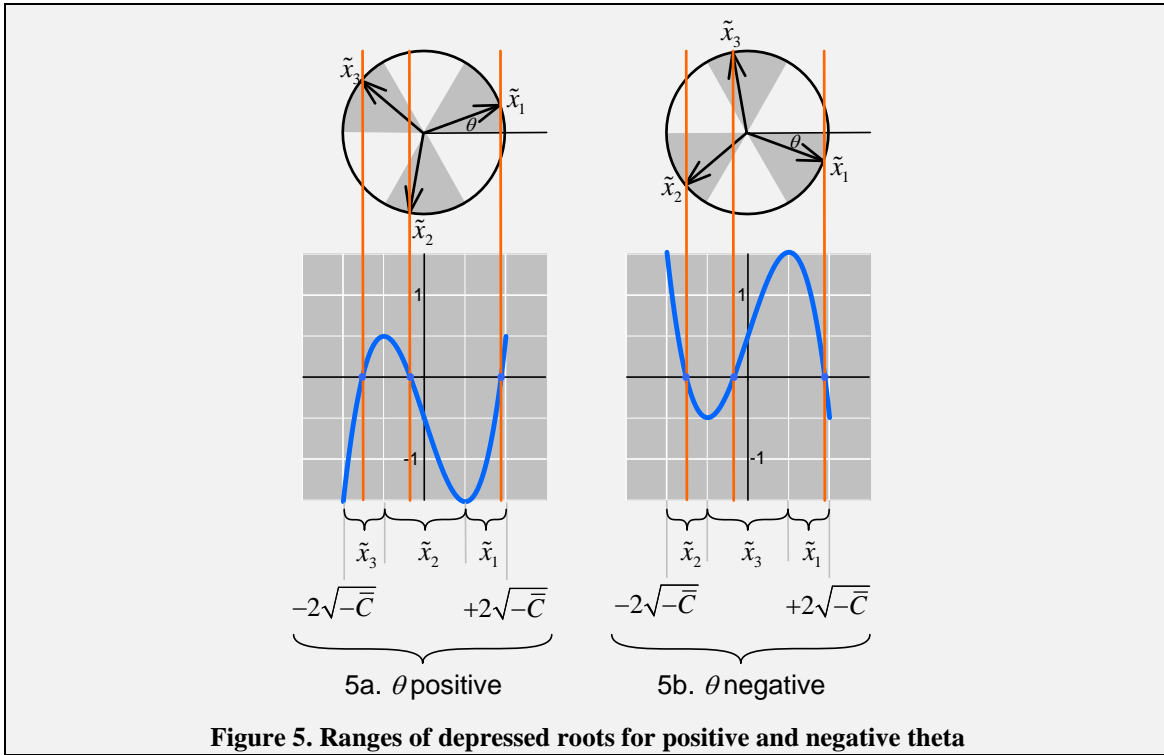 x̃₃
x̃₁
θ
x̃₂
1
-1
x̃₃ x̃₂ x̃₁
−2√−C̅ +2√−C̅
5a. θ positive
x̃₃
θ
x̃₁
x̃₂
1
-1
x̃₂ x̃₃ x̃₁
−2√−C̅ +2√−C̅
5b. θ negative
Figure 5. Ranges of depressed roots for positive and negative theta